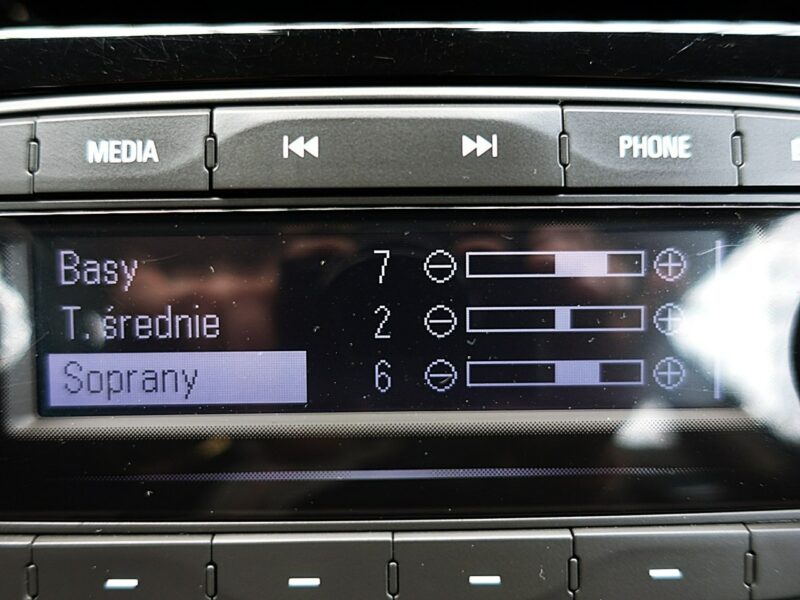 MEDIA PHONE
Basy 7
T. średnie 2
Soprany 6